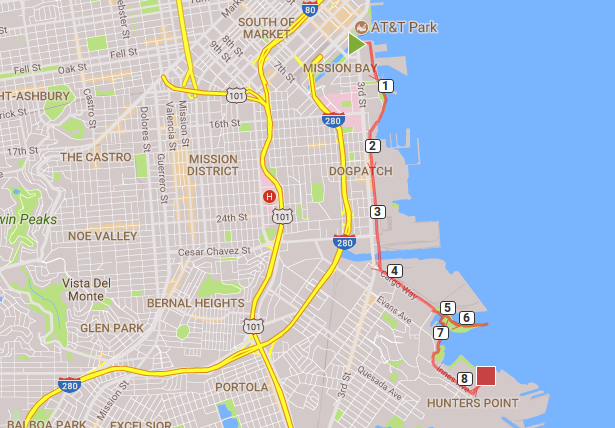 80
SOUTH OF
MARKET
AT&T Park
Fell St
8th St
9th St
Fell St
Oak St
7th St
MISSION BAY
HT-ASHBURY
Castro St
101
3rd St
1
rick St
Dolores St
Mission St
Valencia St
Guerrero St
16th St
280
17th St
2
THE CASTRO
MISSION
DISTRICT
DOGPATCH
H
win Peaks
24th St
101
3
NOE VALLEY
280
Cesar Chavez St
4
Cargo Way
Vista Del
Monte
BERNAL HEIGHTS
Evans Ave
5
6
GLEN PARK
101
7
280
Mission St
PORTOLA
3rd St
Quesada Ave
Innes
8
HUNTERS POINT
BALBOA PARK
EXCELSIOR